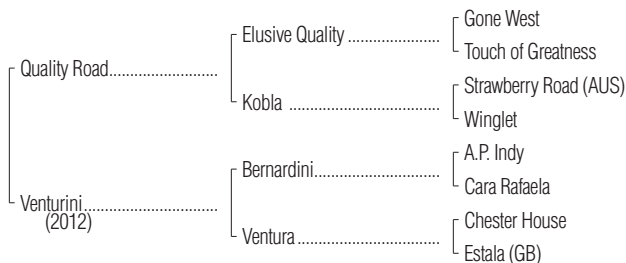 Gone West
Elusive Quality
Touch of Greatness
Quality Road
Strawberry Road (AUS)
Kobla
Winglet
A.P. Indy
Bernardini
Cara Rafaela
Venturini
(2012)
Chester House
Ventura
Estala (GB)